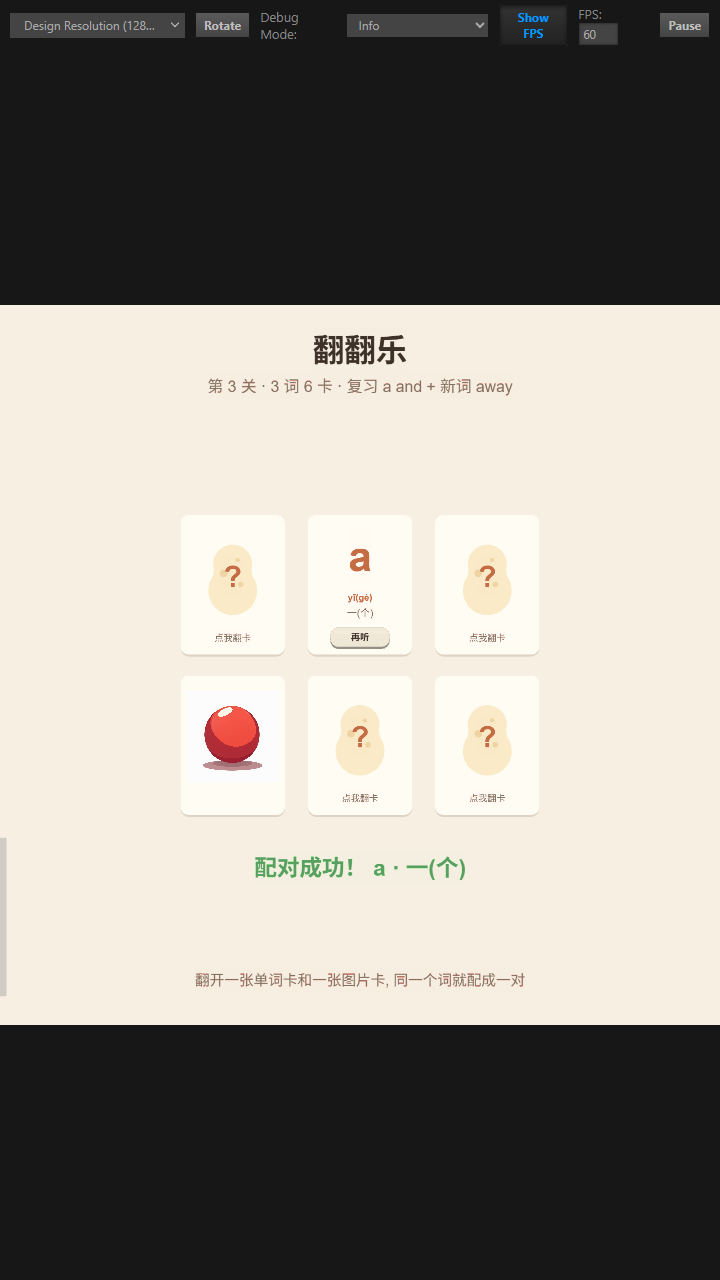 Design Resolution (128...
Rotate
Debug Mode:
Info
Show FPS
FPS:
60
Pause
翻翻乐
第 3 关 · 3 词 6 卡 · 复习 a and + 新词 away
?
点我翻卡
a
yī(gè)
一(个)
再听
?
点我翻卡
?
点我翻卡
?
点我翻卡
配对成功! a · 一(个)
翻开一张单词卡和一张图片卡, 同一个词就配成一对